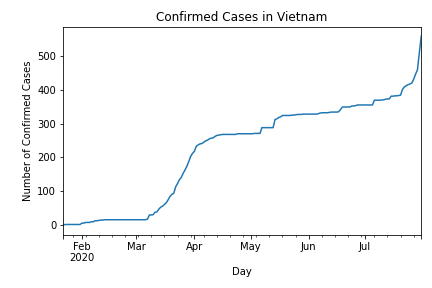 Confirmed Cases in Vietnam
Number of Confirmed Cases
500
400
300
200
100
0
Feb Mar Apr May Jun Jul
2020
Day